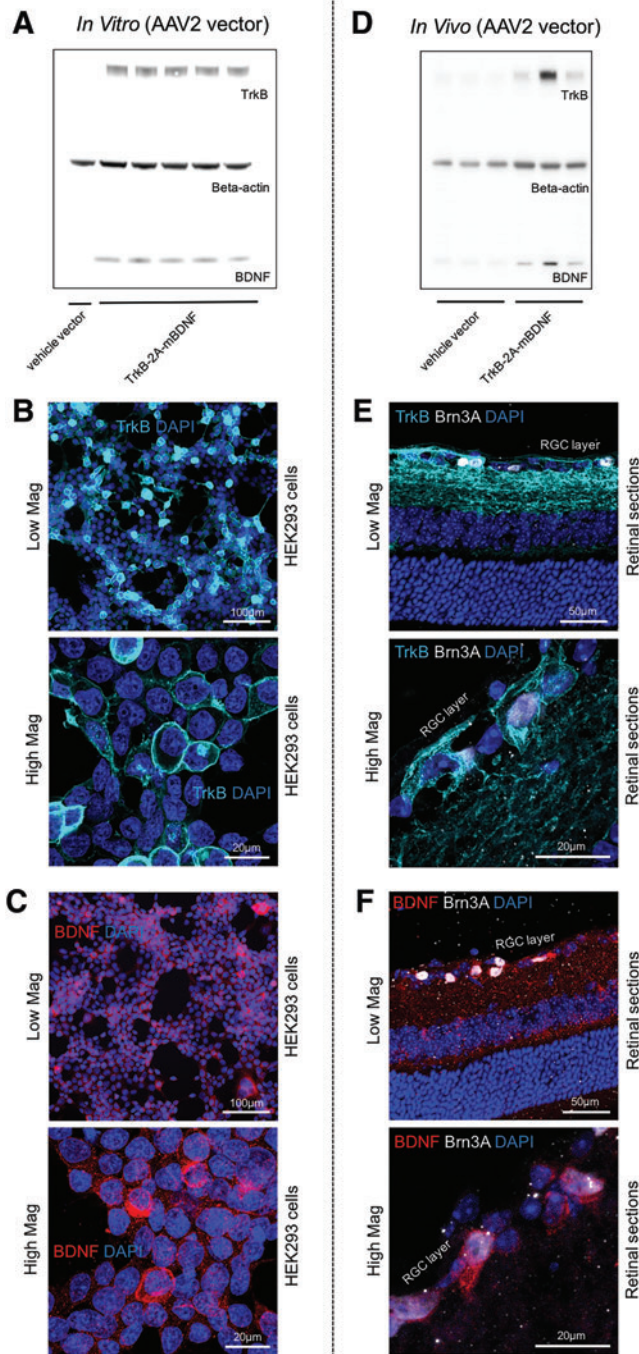 A
In Vitro (AAV2 vector)
TrkB
Beta-actin
BDNF
vehicle vector
TrkB-2A-mBDNF
B
TrkB DAPI
Low Mag
HEK293 cells
100µm
High Mag
HEK293 cells
TrkB DAPI
20µm
C
BDNF DAPI
Low Mag
HEK293 cells
100µm
High Mag
HEK293 cells
BDNF DAPI
20µm
D
In Vivo (AAV2 vector)
TrkB
Beta-actin
BDNF
vehicle vector
TrkB-2A-mBDNF
E
TrkB Brn3A DAPI
RGC layer
Low Mag
Retinal sections
50µm
TrkB Brn3A DAPI
RGC layer
High Mag
Retinal sections
20µm
F
BDNF Brn3A DAPI
RGC layer
Low Mag
Retinal sections
50µm
BDNF Brn3A DAPI
RGC layer
High Mag
Retinal sections
20µm